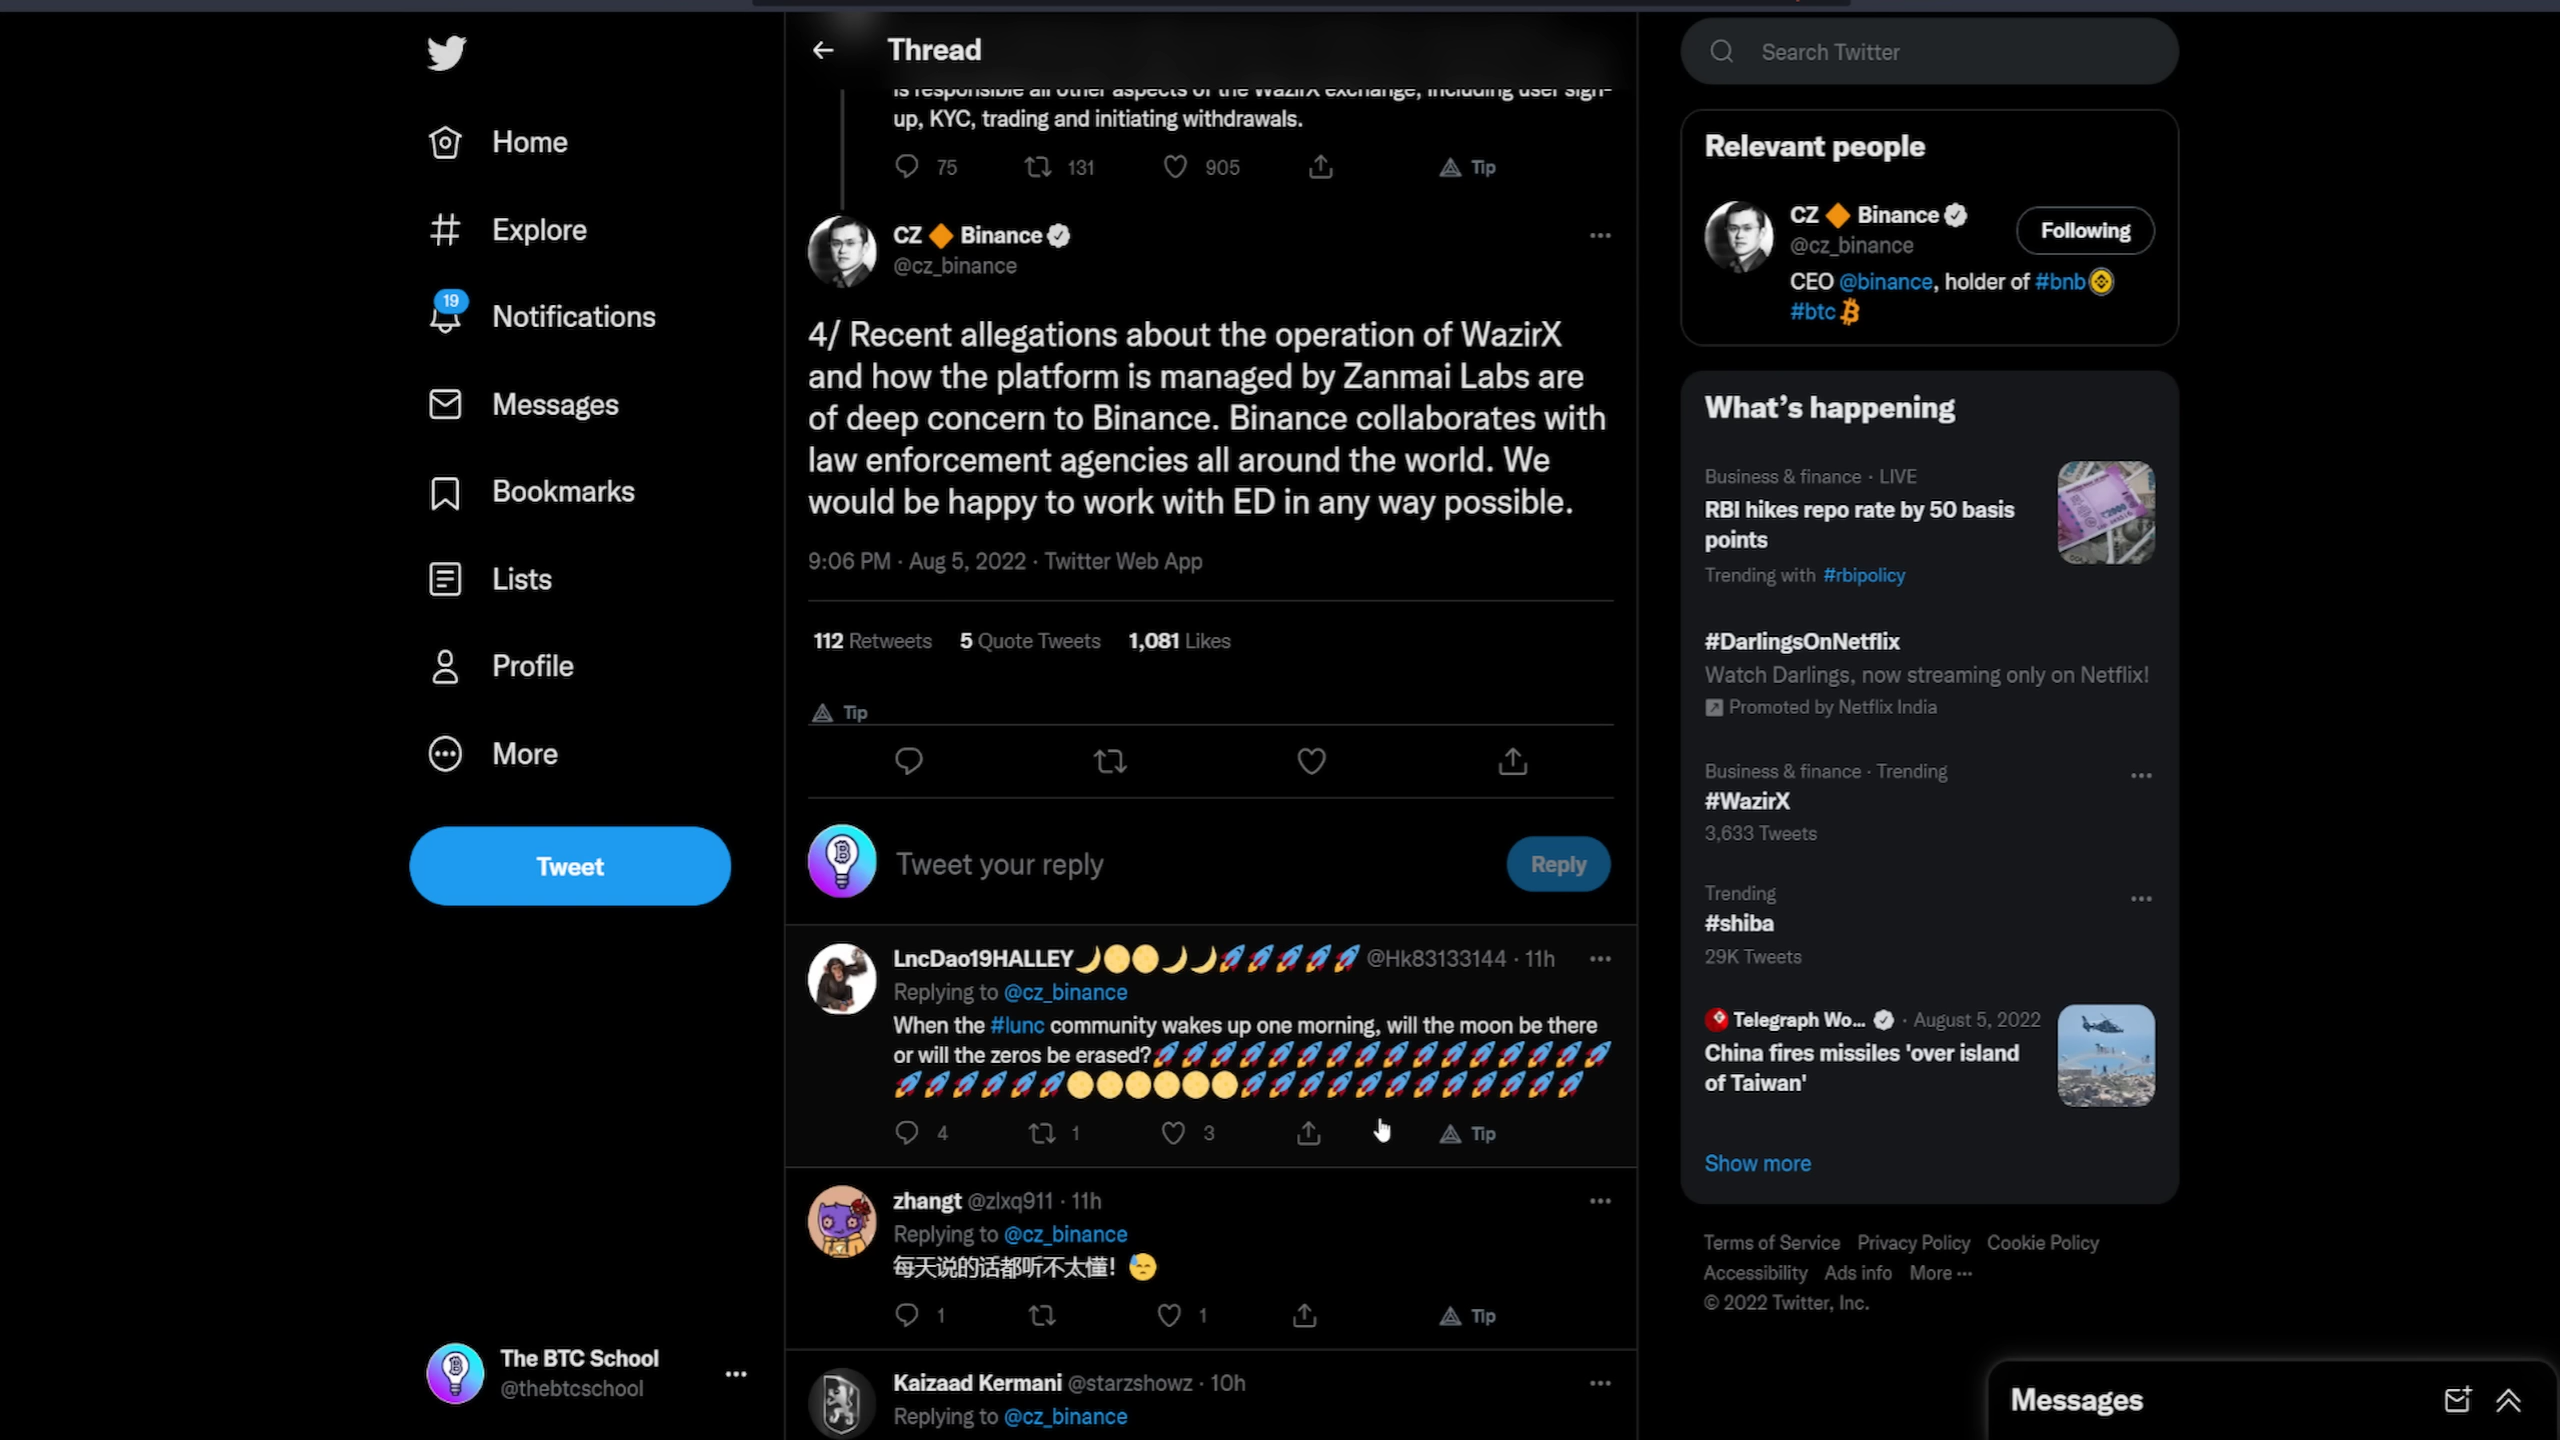 Home
Explore
19
Notifications
Messages
Bookmarks
Lists
Profile
More
Tweet
The BTC School
@thebtcschool
Thread
is responsible all other aspects of the WazirX exchange, including user sign-
up, KYC, trading and initiating withdrawals.
75 131 905 Tip
CZ 🔶 Binance
@cz_binance
4/ Recent allegations about the operation of WazirX
and how the platform is managed by Zanmai Labs are
of deep concern to Binance. Binance collaborates with
law enforcement agencies all around the world. We
would be happy to work with ED in any way possible.
9:06 PM · Aug 5, 2022 · Twitter Web App
112 Retweets 5 Quote Tweets 1,081 Likes
Tip
Tweet your reply
Reply
LncDao19HALLEY🌙🌕🌕🌙🌙🚀🚀🚀🚀🚀 @Hk83133144 · 11h
Replying to @cz_binance
When the #lunc community wakes up one morning, will the moon be there
or will the zeros be erased?🚀🚀🚀🚀🚀🚀🚀🚀🚀🚀🚀🚀🚀🚀🚀🚀
🚀🚀🚀🚀🚀🚀🌕🌕🌕🌕🌕🌕🚀🚀🚀🚀🚀🚀🚀🚀🚀🚀🚀🚀
4 1 3 Tip
zhangt @zlxq911 · 11h
Replying to @cz_binance
每天说的话都听不太懂！😓
1 1 Tip
Kaizaad Kermani @starzshowz · 10h
Replying to @cz_binance
Search Twitter
Relevant people
CZ 🔶 Binance
@cz_binance
Following
CEO @binance, holder of #bnb
#btc
What's happening
Business & finance · LIVE
RBI hikes repo rate by 50 basis
points
Trending with #rbipolicy
#DarlingsOnNetflix
Watch Darlings, now streaming only on Netflix!
Promoted by Netflix India
Business & finance · Trending
#WazirX
3,633 Tweets
Trending
#shiba
29K Tweets
Telegraph Wo... · August 5, 2022
China fires missiles 'over island
of Taiwan'
Show more
Terms of Service Privacy Policy Cookie Policy
Accessibility Ads info More ···
© 2022 Twitter, Inc.
Messages